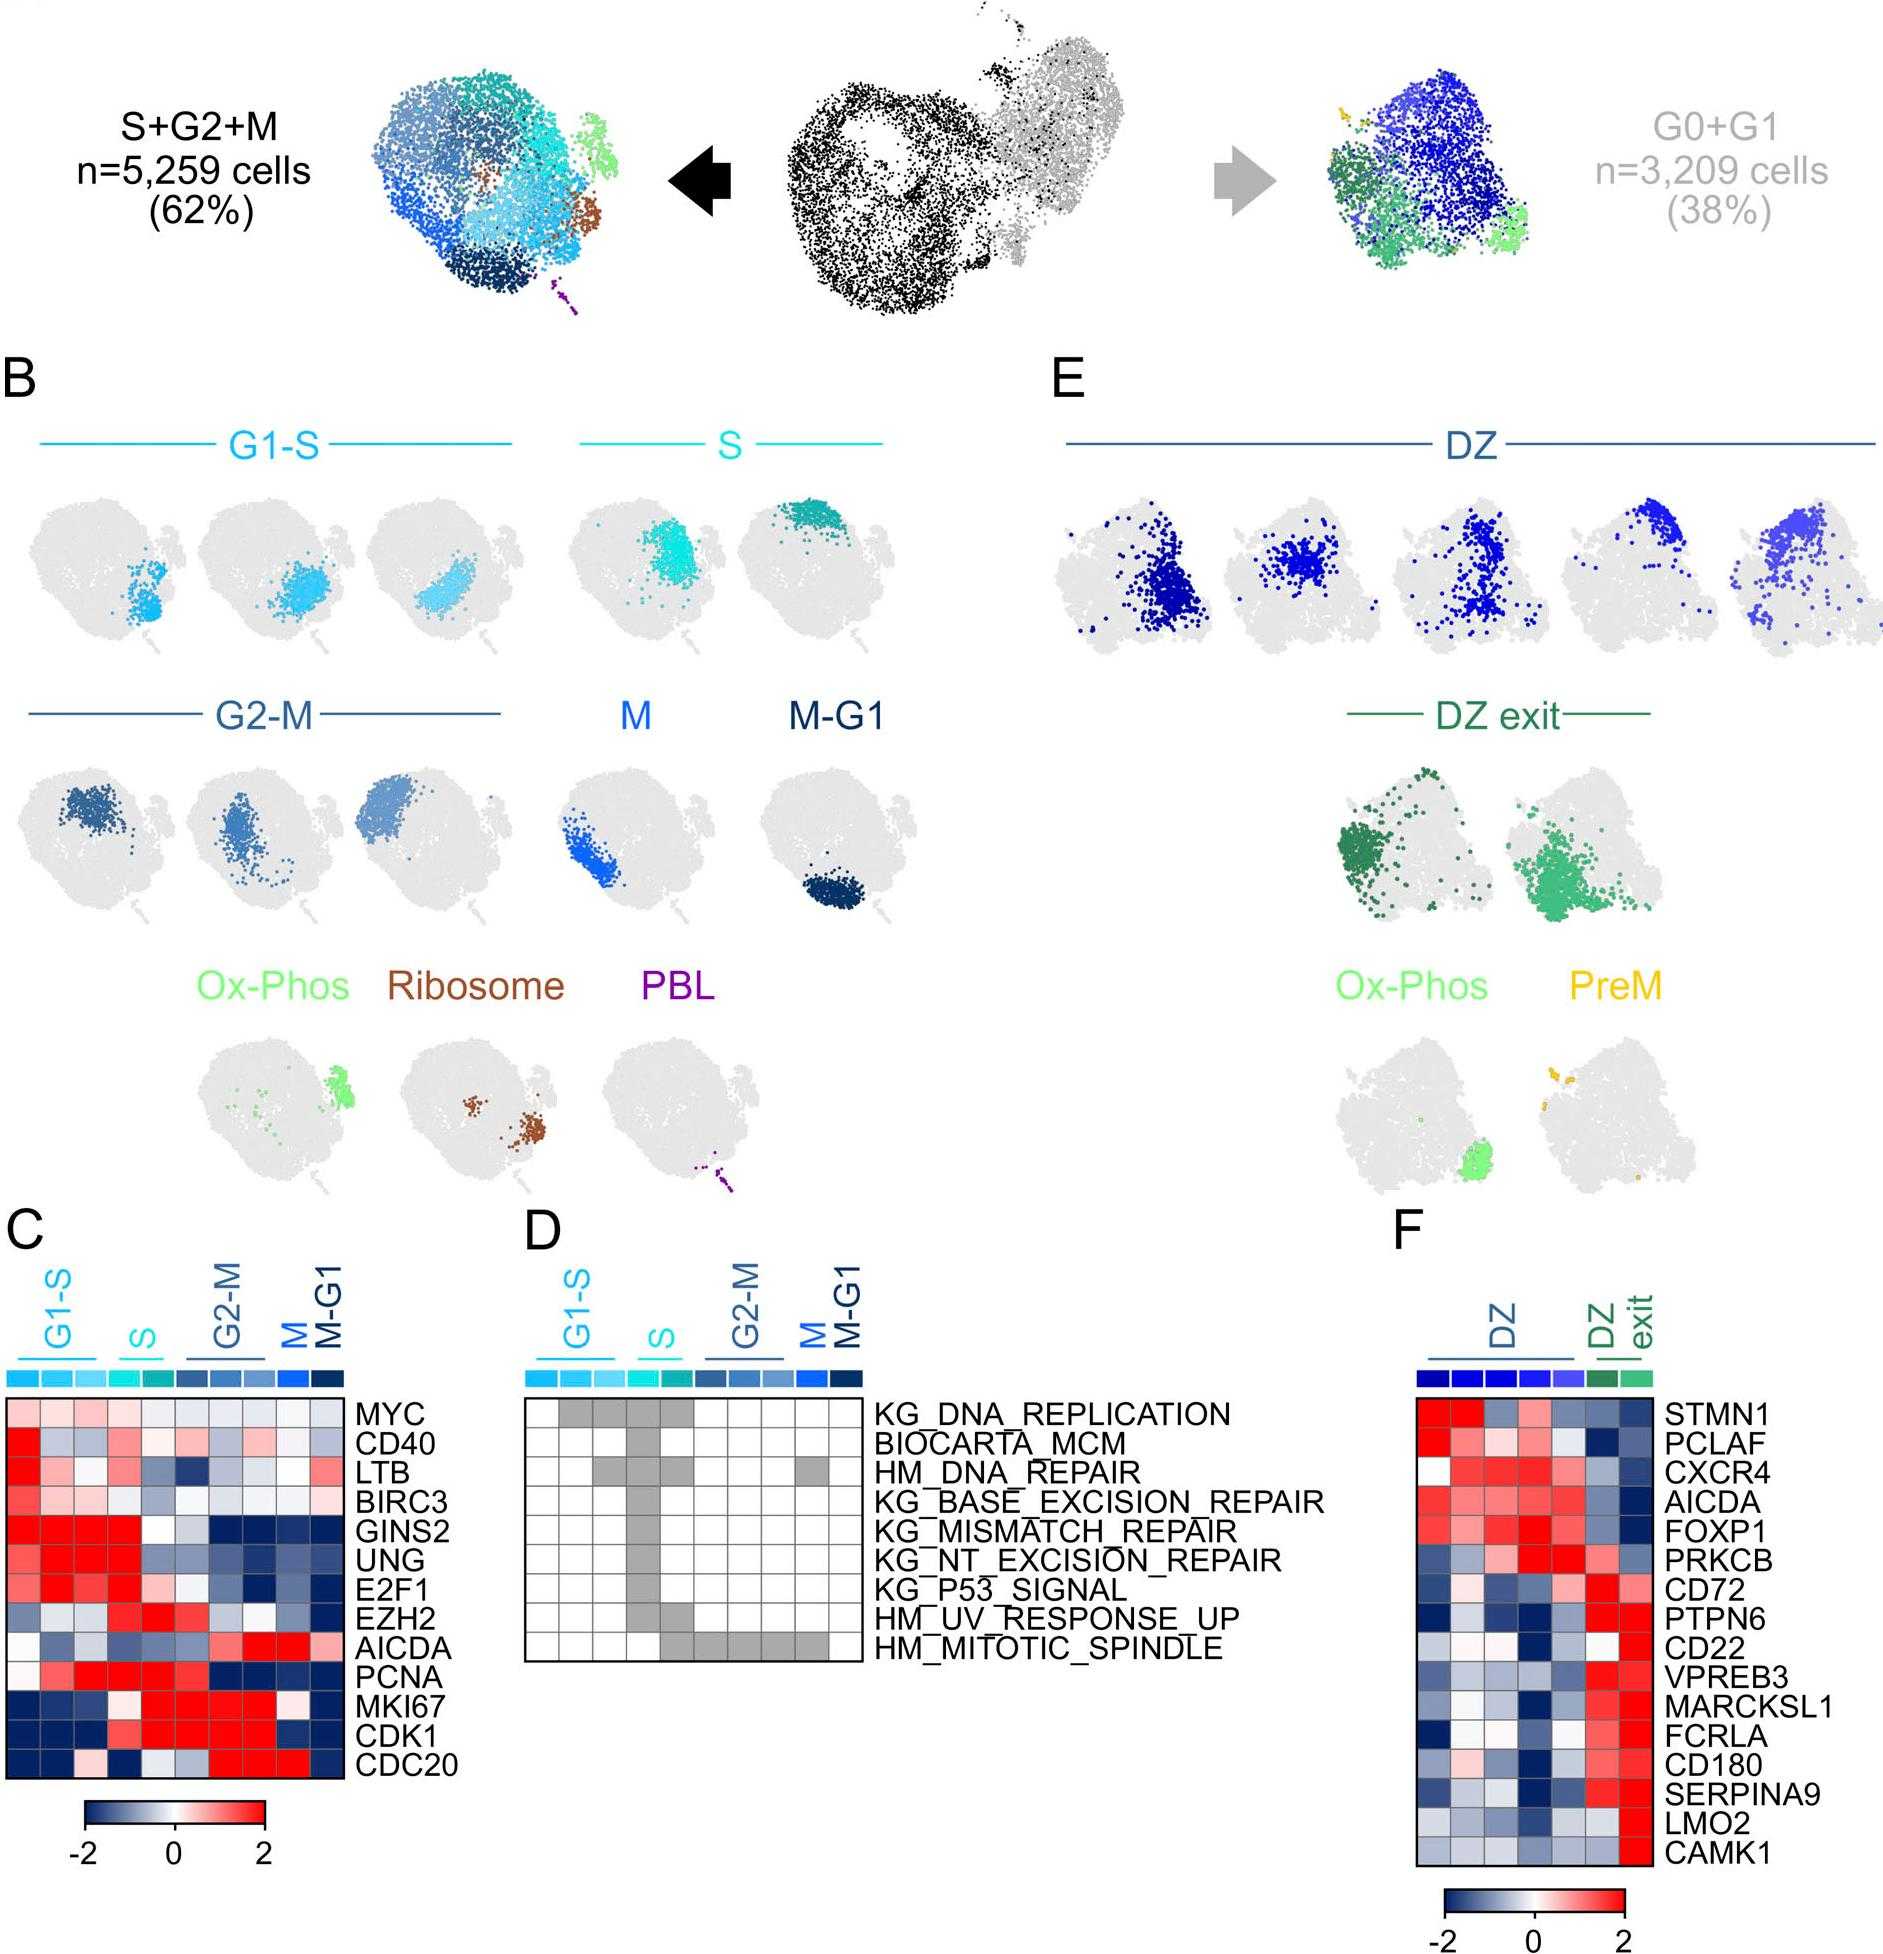 S+G2+M
n=5,259 cells
(62%)
G0+G1
n=3,209 cells
(38%)
B
G1-S
S
G2-M
M
M-G1
Ox-Phos
Ribosome
PBL
E
DZ
DZ exit
Ox-Phos
PreM
C
G1-S
S
G2-M
M
M-G1
MYC
CD40
LTB
BIRC3
GINS2
UNG
E2F1
EZH2
AICDA
PCNA
MKI67
CDK1
CDC20
-2
0
2
D
G1-S
S
G2-M
M
M-G1
KG_DNA_REPLICATION
BIOCARTA_MCM
HM_DNA_REPAIR
KG_BASE_EXCISION_REPAIR
KG_MISMATCH_REPAIR
KG_NT_EXCISION_REPAIR
KG_P53_SIGNAL
HM_UV_RESPONSE_UP
HM_MITOTIC_SPINDLE
F
DZ
DZ
exit
STMN1
PCLAF
CXCR4
AICDA
FOXP1
PRKCB
CD72
PTPN6
CD22
VPREB3
MARCKSL1
FCRLA
CD180
SERPINA9
LMO2
CAMK1
-2
0
2